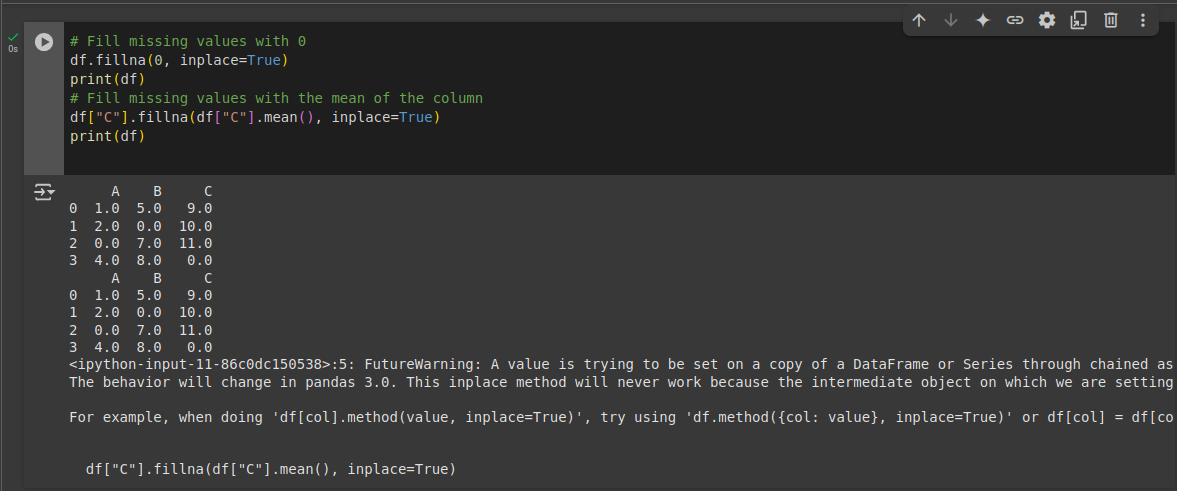 0s
# Fill missing values with 0
df.fillna(0, inplace=True)
print(df)
# Fill missing values with the mean of the column
df["C"].fillna(df["C"].mean(), inplace=True)
print(df)
     A    B     C
0  1.0  5.0   9.0
1  2.0  0.0  10.0
2  0.0  7.0  11.0
3  4.0  8.0   0.0
     A    B     C
0  1.0  5.0   9.0
1  2.0  0.0  10.0
2  0.0  7.0  11.0
3  4.0  8.0   0.0
<ipython-input-11-86c0dc150538>:5: FutureWarning: A value is trying to be set on a copy of a DataFrame or Series through chained as
The behavior will change in pandas 3.0. This inplace method will never work because the intermediate object on which we are setting
For example, when doing 'df[col].method(value, inplace=True)', try using 'df.method({col: value}, inplace=True)' or df[col] = df[co
  df["C"].fillna(df["C"].mean(), inplace=True)